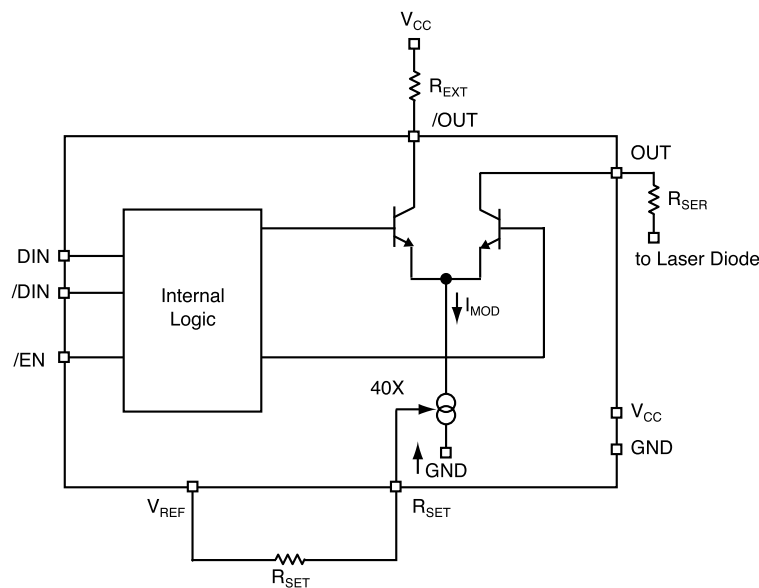 VCC
REXT
/OUT
OUT
RSER
to Laser Diode
DIN
/DIN
/EN
Internal
Logic
IMOD
40X
VCC
GND
GND
VREF
RSET
RSET